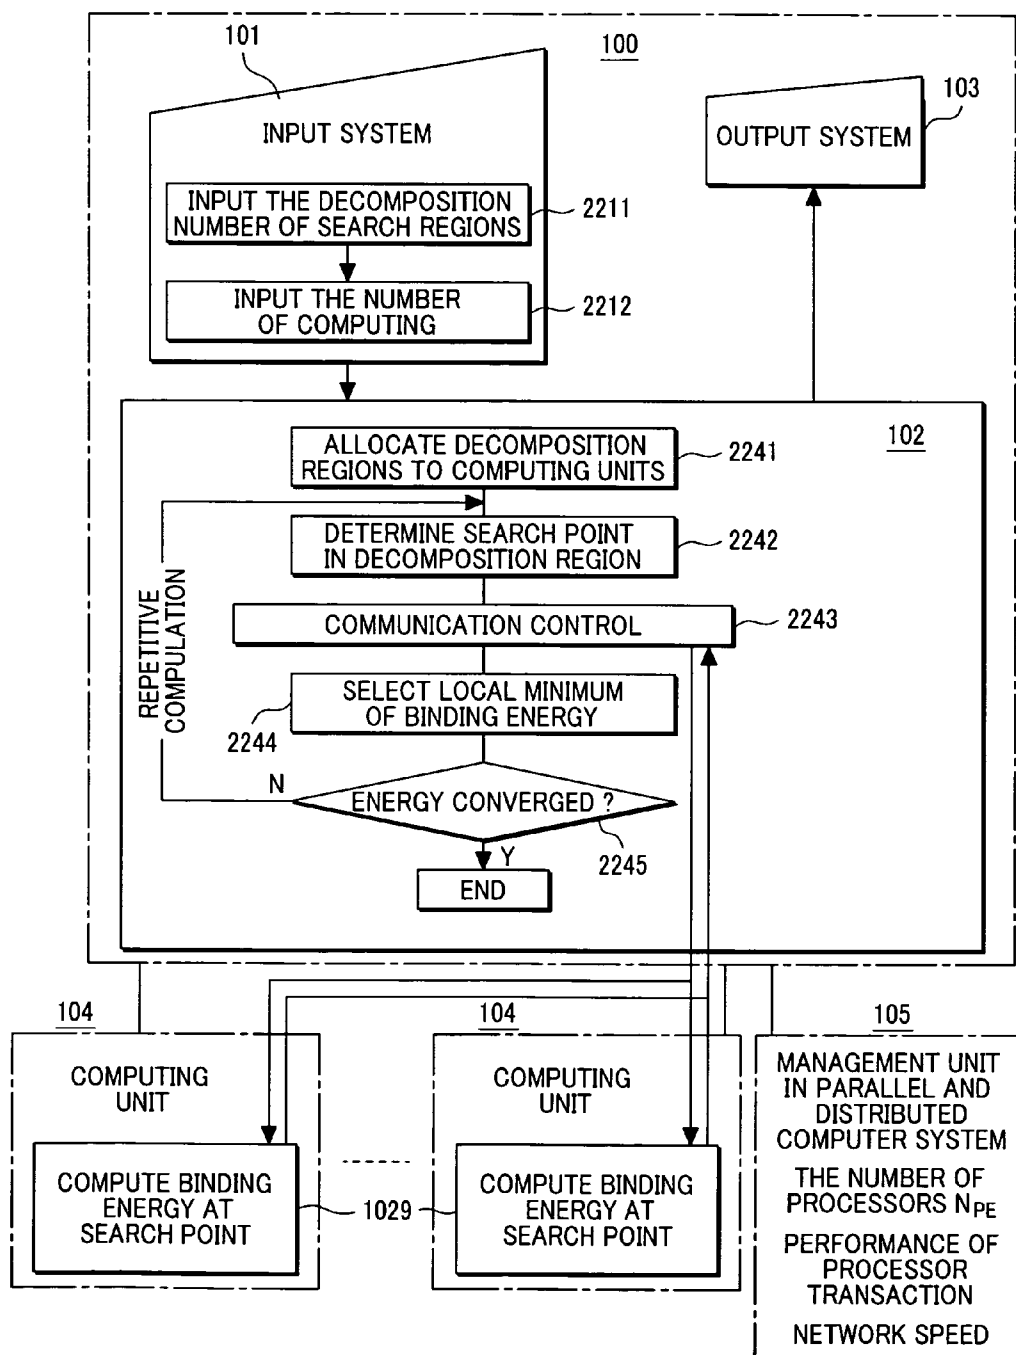 100
101
INPUT SYSTEM
INPUT THE DECOMPOSITION
NUMBER OF SEARCH REGIONS
2211
INPUT THE NUMBER
OF COMPUTING
2212
OUTPUT SYSTEM
103
102
ALLOCATE DECOMPOSITION
REGIONS TO COMPUTING UNITS
2241
DETERMINE SEARCH POINT
IN DECOMPOSITION REGION
2242
REPETITIVE
COMPULATION
COMMUNICATION CONTROL
2243
SELECT LOCAL MINIMUM
OF BINDING ENERGY
2244
N
ENERGY CONVERGED ?
2245
Y
END
104
COMPUTING
UNIT
COMPUTE BINDING
ENERGY AT
SEARCH POINT
1029
104
COMPUTING
UNIT
COMPUTE BINDING
ENERGY AT
SEARCH POINT
105
MANAGEMENT UNIT
IN PARALLEL AND
DISTRIBUTED
COMPUTER SYSTEM
THE NUMBER OF
PROCESSORS NPE
PERFORMANCE OF
PROCESSOR
TRANSACTION
NETWORK SPEED